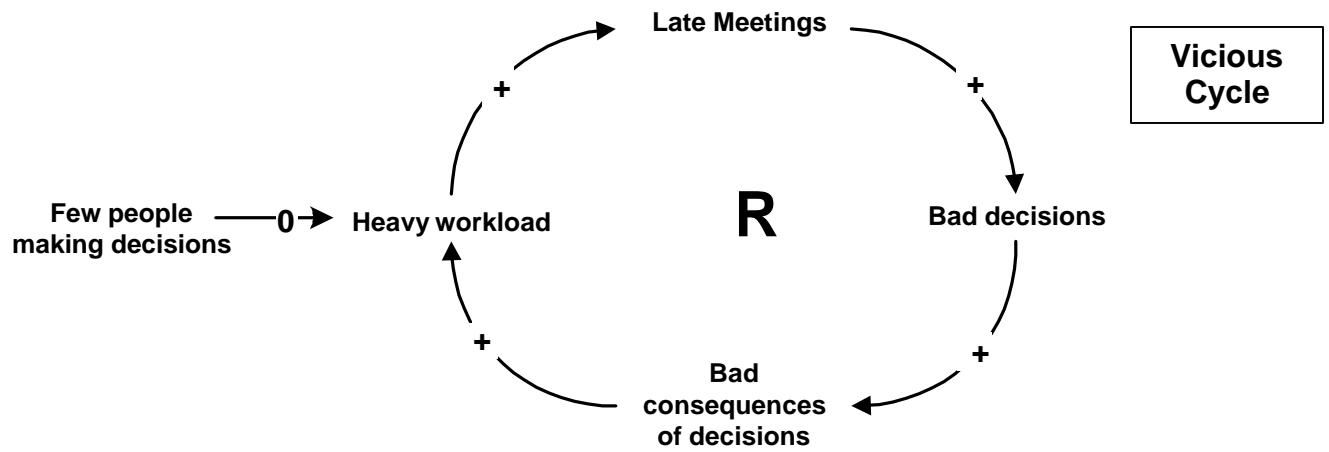 Late Meetings
Vicious
Cycle
+
+
Few people
making decisions
0
Heavy workload
R
Bad decisions
+
+
Bad
consequences
of decisions